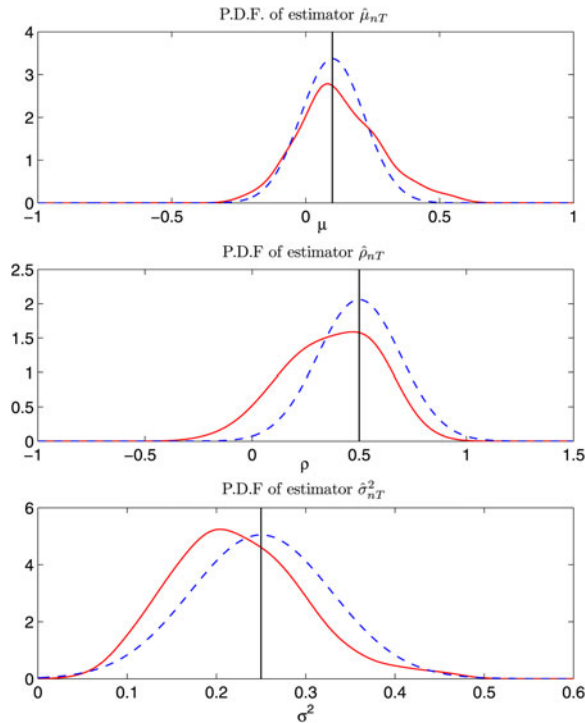 P.D.F. of estimator μ̂ₙT
4
3
2
1
0
-1 -0.5 0 0.5 1
μ
P.D.F of estimator ρ̂ₙT
2.5
2
1.5
1
0.5
0
-1 -0.5 0 0.5 1 1.5
ρ
P.D.F of estimator σ̂²ₙT
6
4
2
0
0 0.1 0.2 0.3 0.4 0.5 0.6
σ²